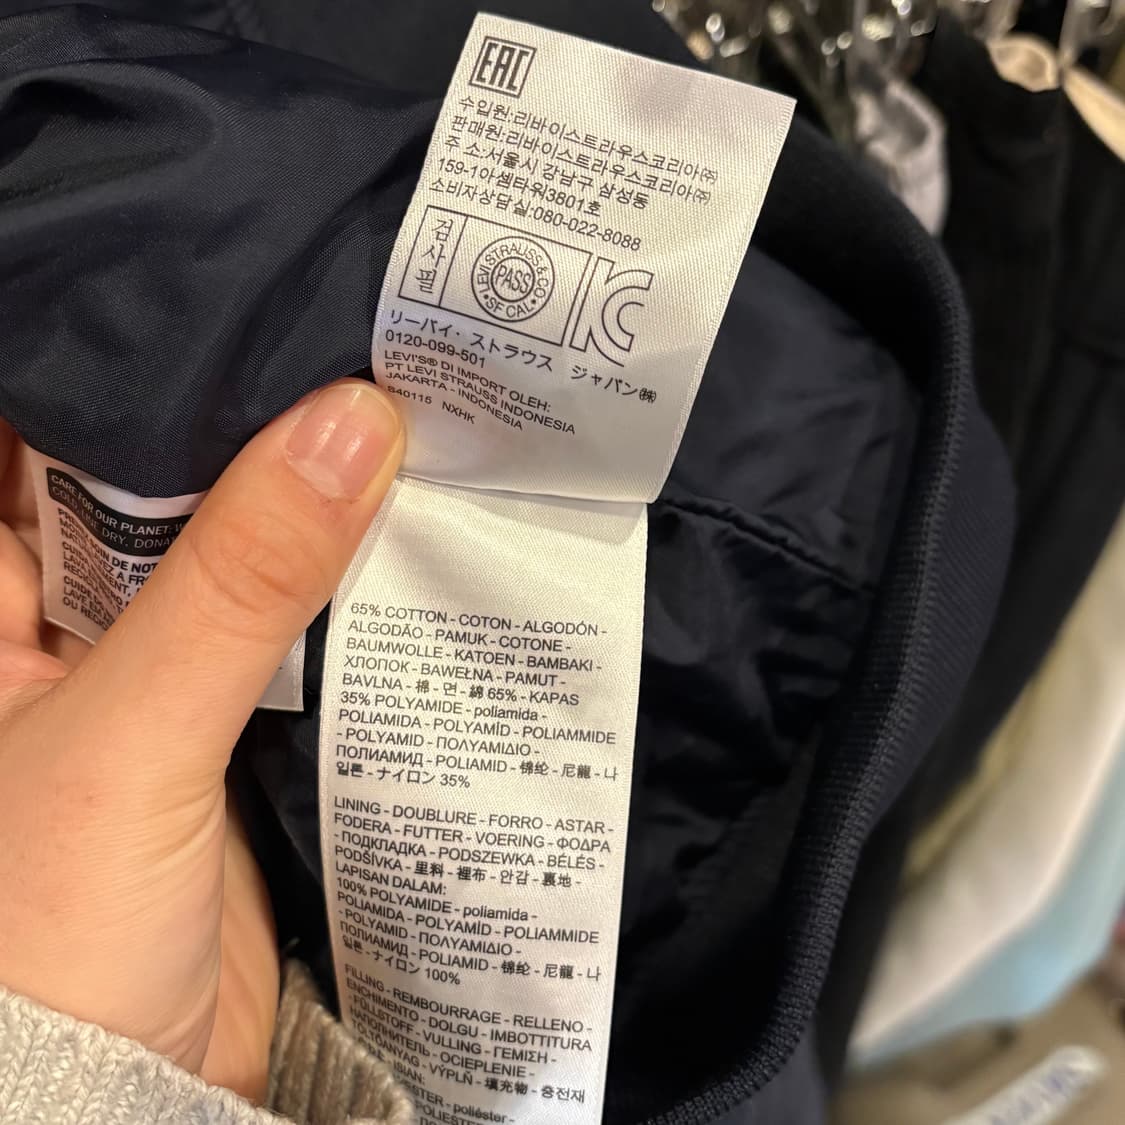 EAC
수입원:리바이스트라우스코리아㈜
판매원:리바이스트라우스코리아㈜
주 소:서울시 강남구 삼성동
159-1아셈타워3801호
소비자상담실:080-022-8088
검사필
LEVI STRAUSS & CO
PASS
SF CAL
KC
リーバイ・ストラウス ジャパン㈱
0120-099-501
LEVI'S® DI IMPORT OLEH:
PT LEVI STRAUSS INDONESIA
JAKARTA - INDONESIA
S40115 NXHK
CARE FOR OUR PLANET:
COLD, LINE DRY, DONA
65% COTTON - COTON - ALGODÓN -
ALGODÃO - PAMUK - COTONE -
BAUMWOLLE - KATOEN - BAMBAKI -
ХЛОПОК - BAWEŁNA - PAMUT -
BAVLNA - 棉 - 면 - 綿 65% - KAPAS
35% POLYAMIDE - poliamida -
POLIAMIDA - POLYAMİD - POLIAMMIDE
- POLYAMID - ΠΟΛΥΑΜΙΔΙΟ -
ПОЛИАМИД - POLIAMID - 锦纶 - 尼龍 - 나
일론 - ナイロン 35%
LINING - DOUBLURE - FORRO - ASTAR -
FODERA - FUTTER - VOERING - ΦΟΔΡΑ
- ПОДКЛАДКА - PODSZEWKA - BÉLÉS -
PODŠÍVKA - 里料 - 裡布 - 안감 - 裏地 -
LAPISAN DALAM:
100% POLYAMIDE - poliamida -
POLIAMIDA - POLYAMİD - POLIAMMIDE
- POLYAMID - ΠΟΛΥΑΜΙΔΙΟ -
ПОЛИАМИД - POLIAMID - 锦纶 - 尼龍 - 나
일론 - ナイロン 100%
FILLING - REMBOURRAGE - RELLENO -
ENCHIMENTO - DOLGU - IMBOTTITURA
- FÜLLSTOFF - VULLING - ΓΕΜΙΣΗ -
НАПОЛНИТЕЛЬ - OCIEPLENIE -
TÖLTŐANYAG - VÝPLŇ - 填充物 - 충전재
poliéster -